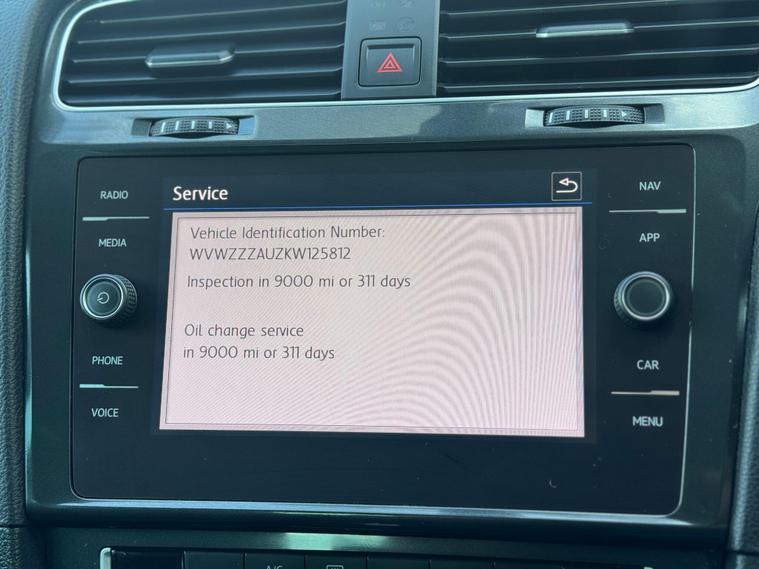 RADIO
MEDIA
PHONE
VOICE
Service
Vehicle Identification Number:
WVWZZZAUZKW125812
Inspection in 9000 mi or 311 days
Oil change service
in 9000 mi or 311 days
NAV
APP
CAR
MENU